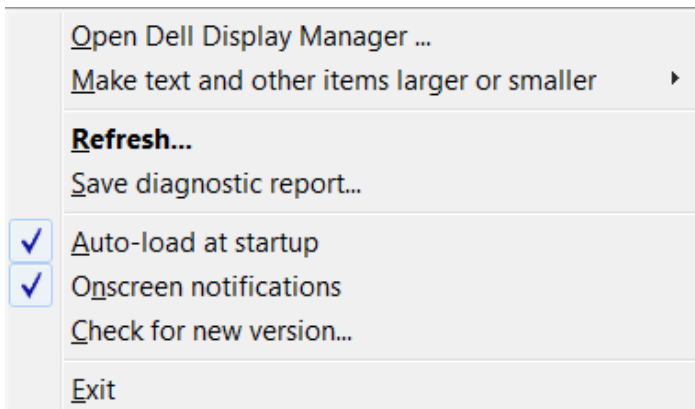 Open Dell Display Manager ...
Make text and other items larger or smaller
Refresh...
Save diagnostic report...
Auto-load at startup
Onscreen notifications
Check for new version...
Exit